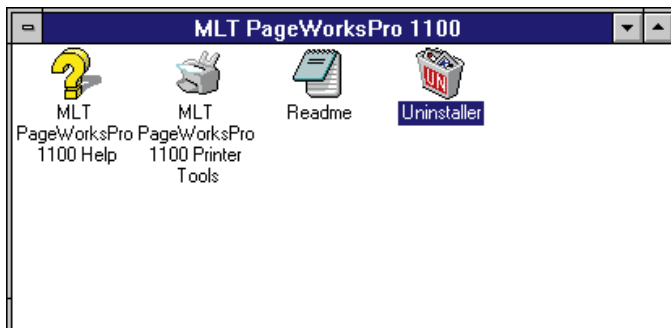 MLT PageWorksPro 1100
MLT
PageWorksPro
1100 Help
MLT
PageWorksPro
1100 Printer
Tools
Readme
UN
Uninstaller